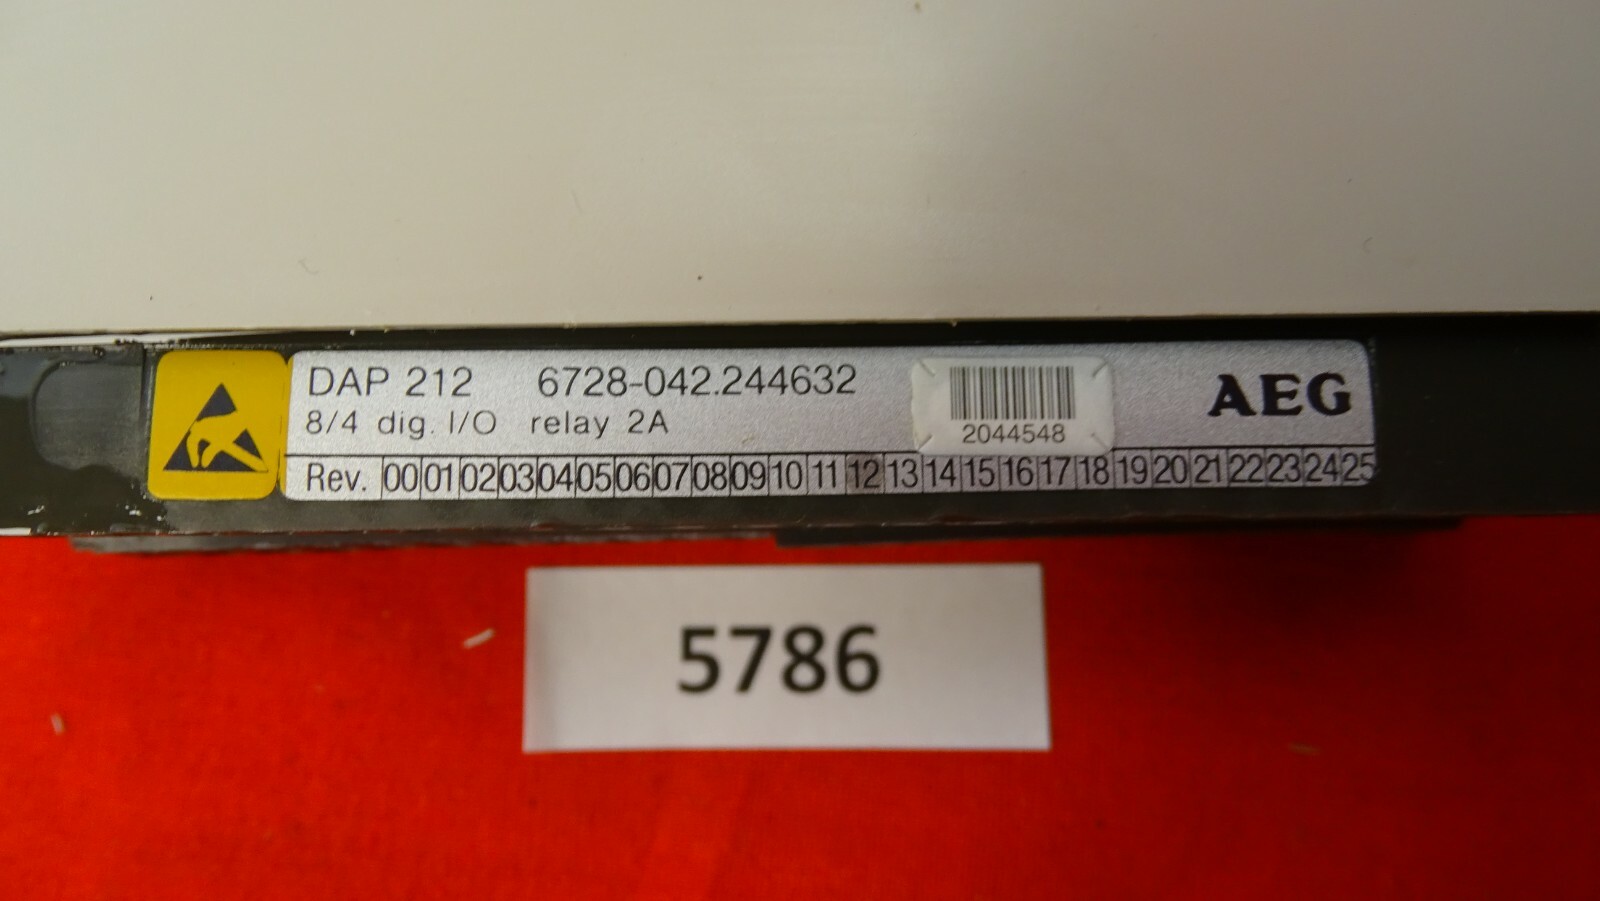 DAP 212 6728-042.244632
8/4 dig. I/O relay 2A
2044548
AEG
Rev. 00 01 02 03 04 05 06 07 08 09 10 11 12 13 14 15 16 17 18 19 20 21 22 23 24 25
5786